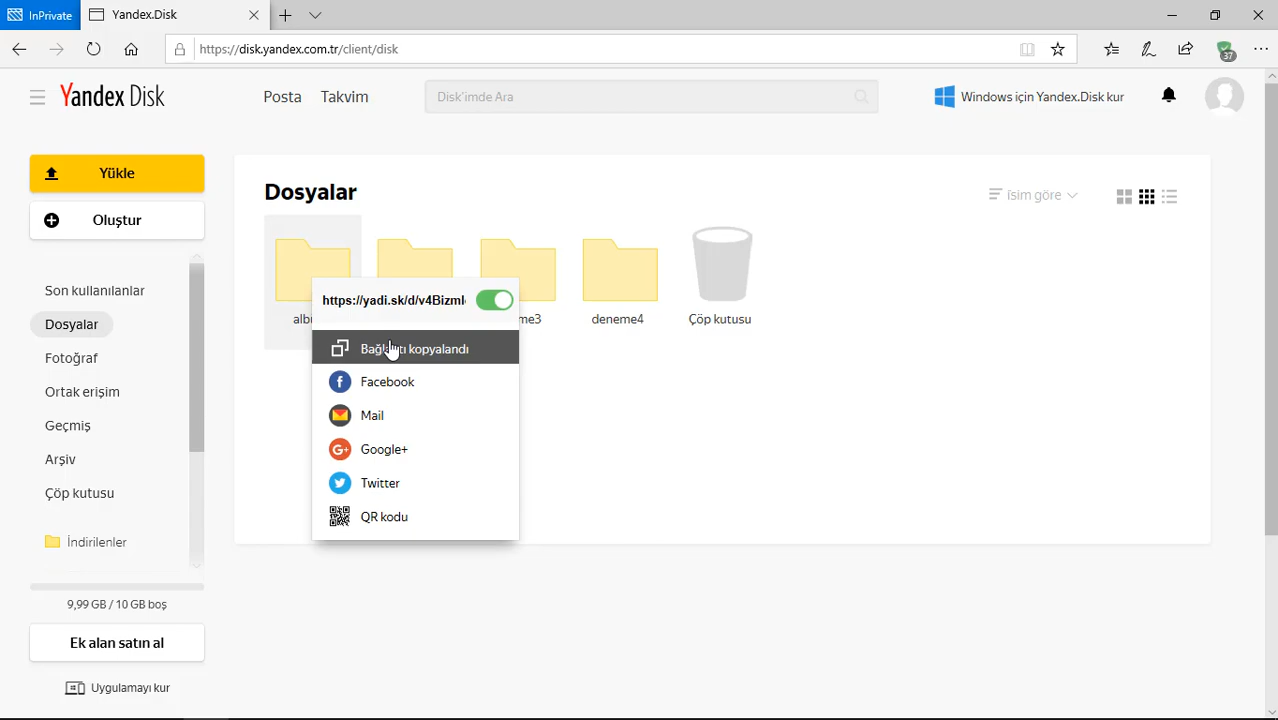 InPrivate
Yandex.Disk
https://disk.yandex.com.tr/client/disk
37
Yandex Disk
Posta
Takvim
Disk'imde Ara
Windows için Yandex.Disk kur
Yükle
Oluştur
Son kullanılanlar
Dosyalar
Fotoğraf
Ortak erişim
Geçmiş
Arşiv
Çöp kutusu
İndirilenler
9,99 GB / 10 GB boş
Ek alan satın al
Uygulamayı kur
Dosyalar
İsim göre
deneme4
Çöp kutusu
https://yadi.sk/d/v4Bizml
kopyalandı
Facebook
Mail
Google+
Twitter
QR kodu